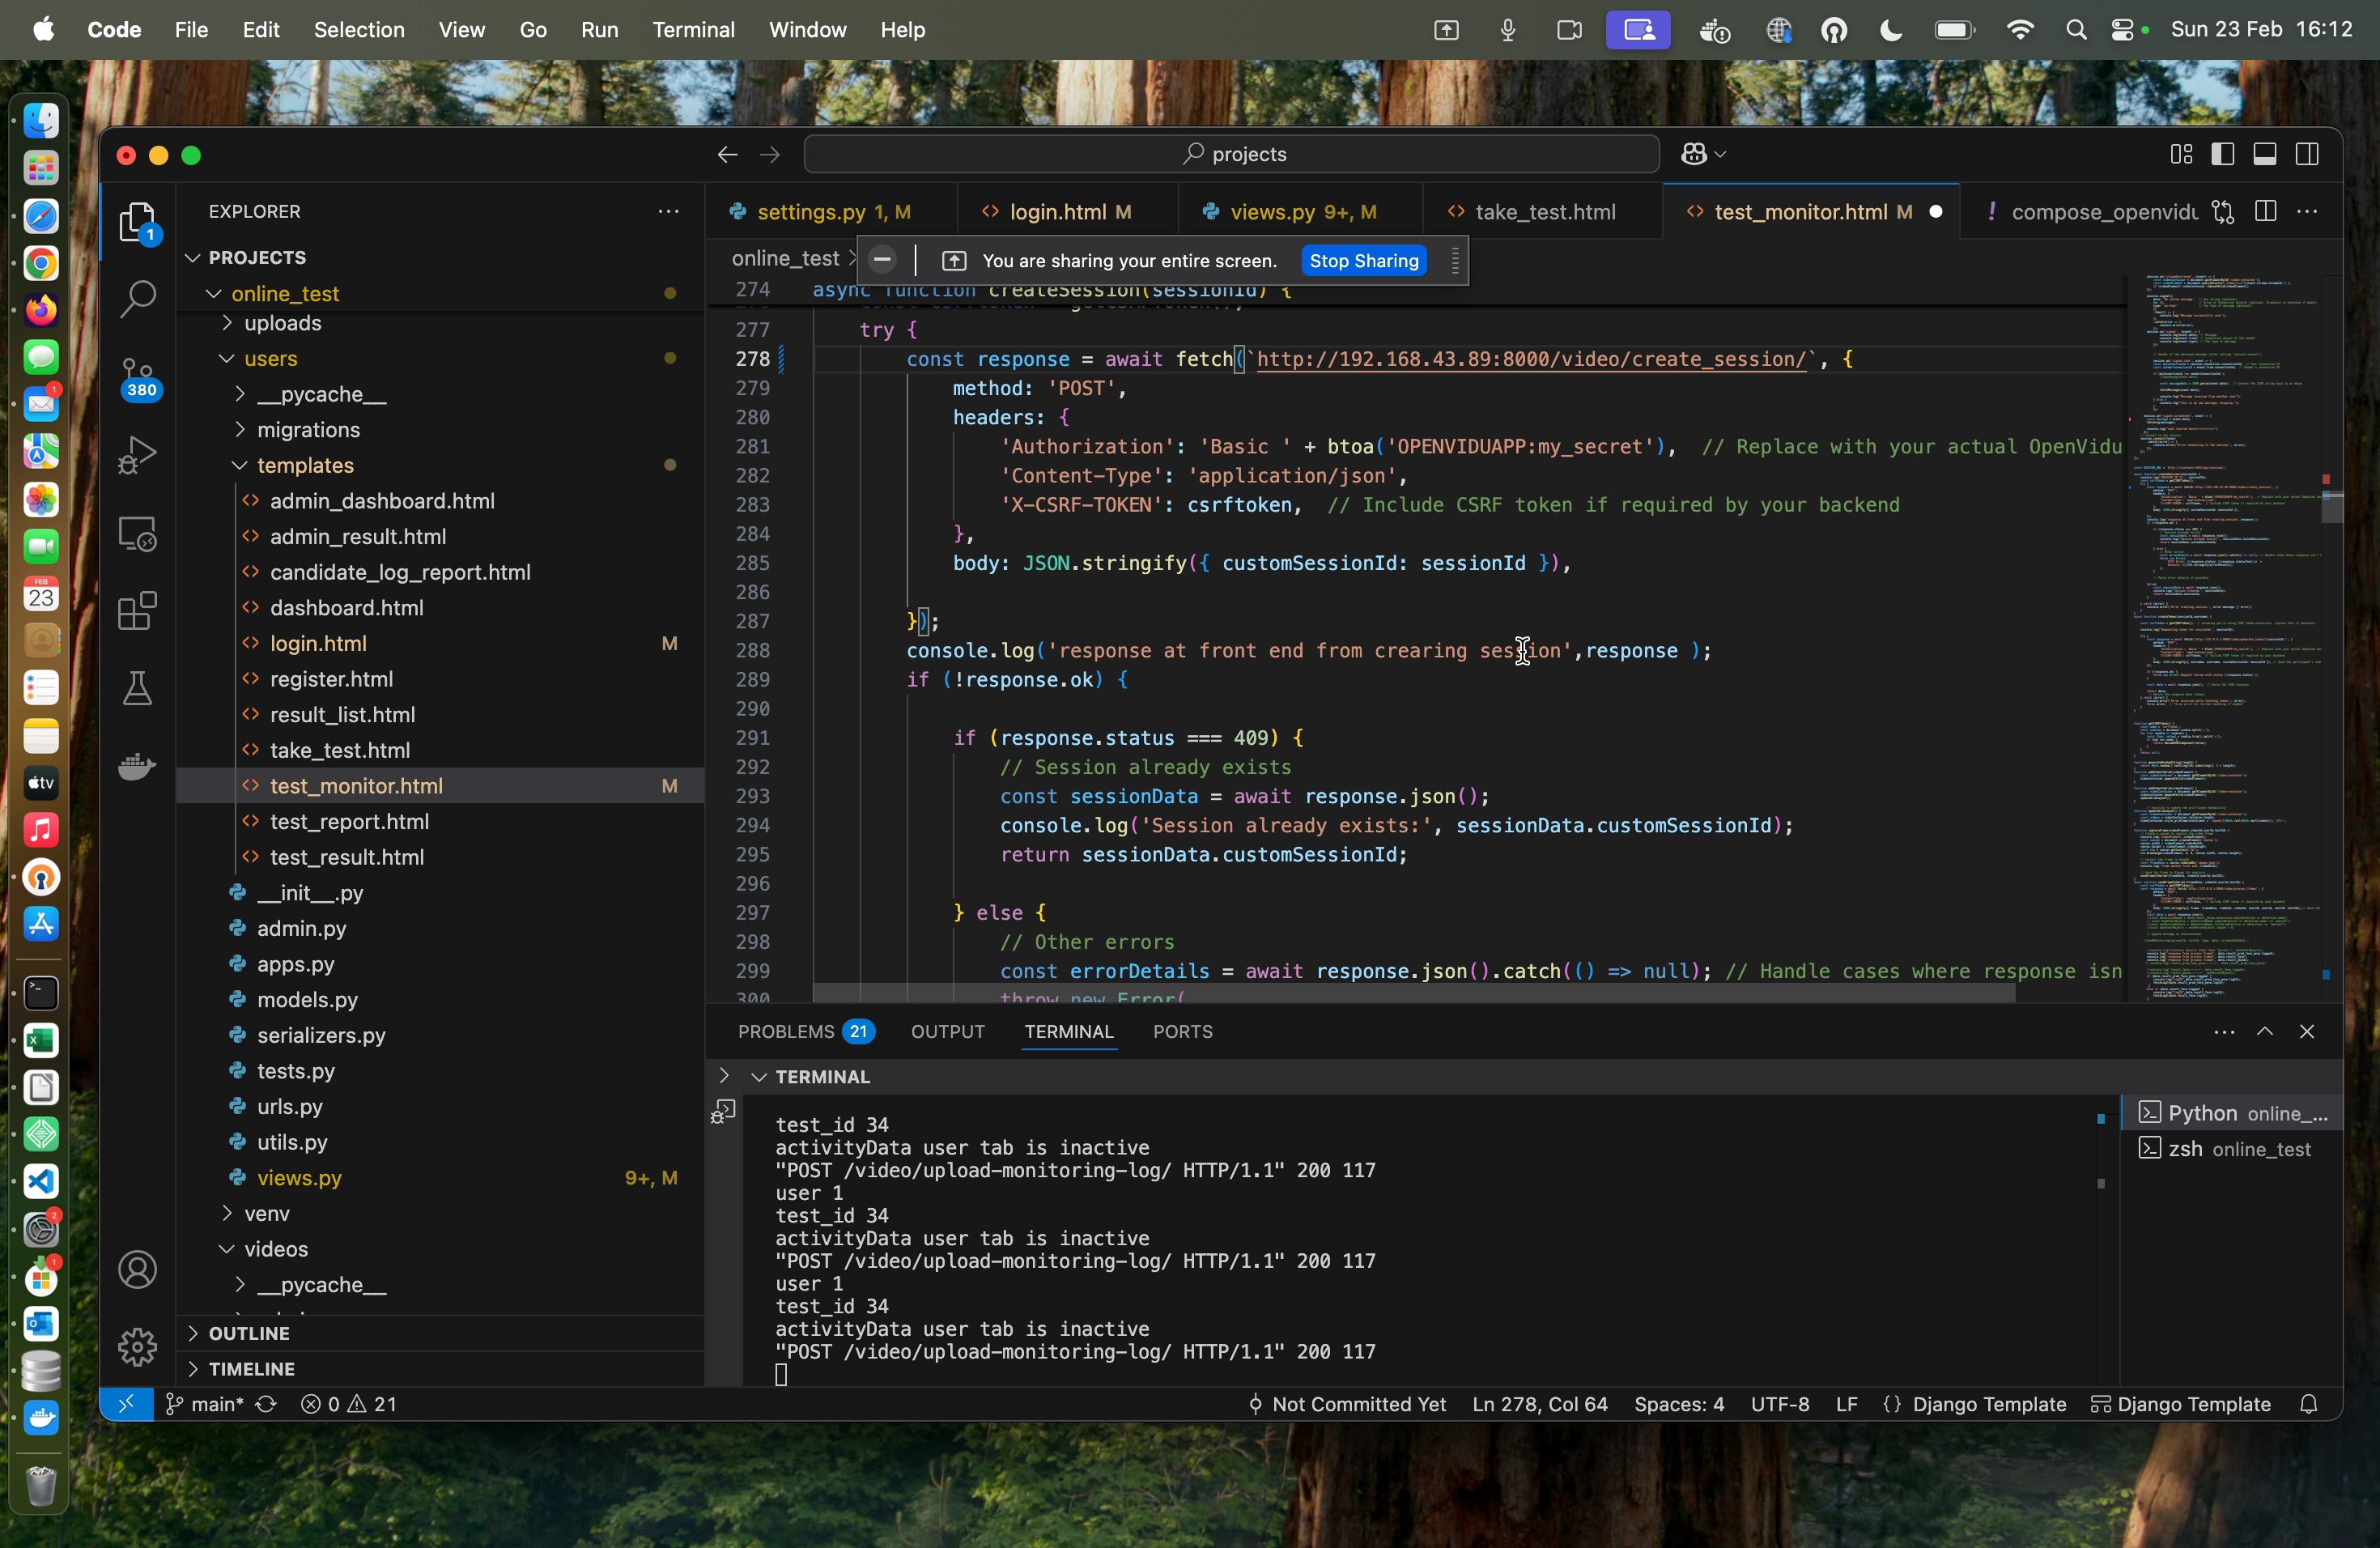 Code File Edit Selection View Go Run Terminal Window Help Sun 23 Feb 16:12
projects
EXPLORER
settings.py 1, M
login.html M
views.py 9+, M
take_test.html
test_monitor.html M
! compose_openvidu
PROJECTS
online_test
uploads
users
__pycache__
migrations
templates
admin_dashboard.html
admin_result.html
candidate_log_report.html
dashboard.html
login.html M
register.html
result_list.html
take_test.html
test_monitor.html M
test_report.html
test_result.html
__init__.py
admin.py
apps.py
models.py
serializers.py
tests.py
urls.py
utils.py
views.py 9+, M
venv
videos
__pycache__
OUTLINE
TIMELINE
1
380
online_test >
You are sharing your entire screen. Stop Sharing
274 async function createSession(sessionId) {
277 try {
278 const response = await fetch(`http://192.168.43.89:8000/video/create_session/`, {
279 method: 'POST',
280 headers: {
281 'Authorization': 'Basic ' + btoa('OPENVIDUAPP:my_secret'), // Replace with your actual OpenVidu
282 'Content-Type': 'application/json',
283 'X-CSRF-TOKEN': csrftoken, // Include CSRF token if required by your backend
284 },
285 body: JSON.stringify({ customSessionId: sessionId }),
286
287 });
288 console.log('response at front end from crearing session',response );
289 if (!response.ok) {
290
291 if (response.status === 409) {
292 // Session already exists
293 const sessionData = await response.json();
294 console.log('Session already exists:', sessionData.customSessionId);
295 return sessionData.customSessionId;
296
297 } else {
298 // Other errors
299 const errorDetails = await response.json().catch(() => null); // Handle cases where response isn
300 throw new Error(
PROBLEMS 21 OUTPUT TERMINAL PORTS
TERMINAL
test_id 34
activityData user tab is inactive
"POST /video/upload-monitoring-log/ HTTP/1.1" 200 117
user 1
test_id 34
activityData user tab is inactive
"POST /video/upload-monitoring-log/ HTTP/1.1" 200 117
user 1
test_id 34
activityData user tab is inactive
"POST /video/upload-monitoring-log/ HTTP/1.1" 200 117
Python online_...
zsh online_test
main* 0 21 Not Committed Yet Ln 278, Col 64 Spaces: 4 UTF-8 LF {} Django Template Django Template
1
FEB
23
tv
2
1